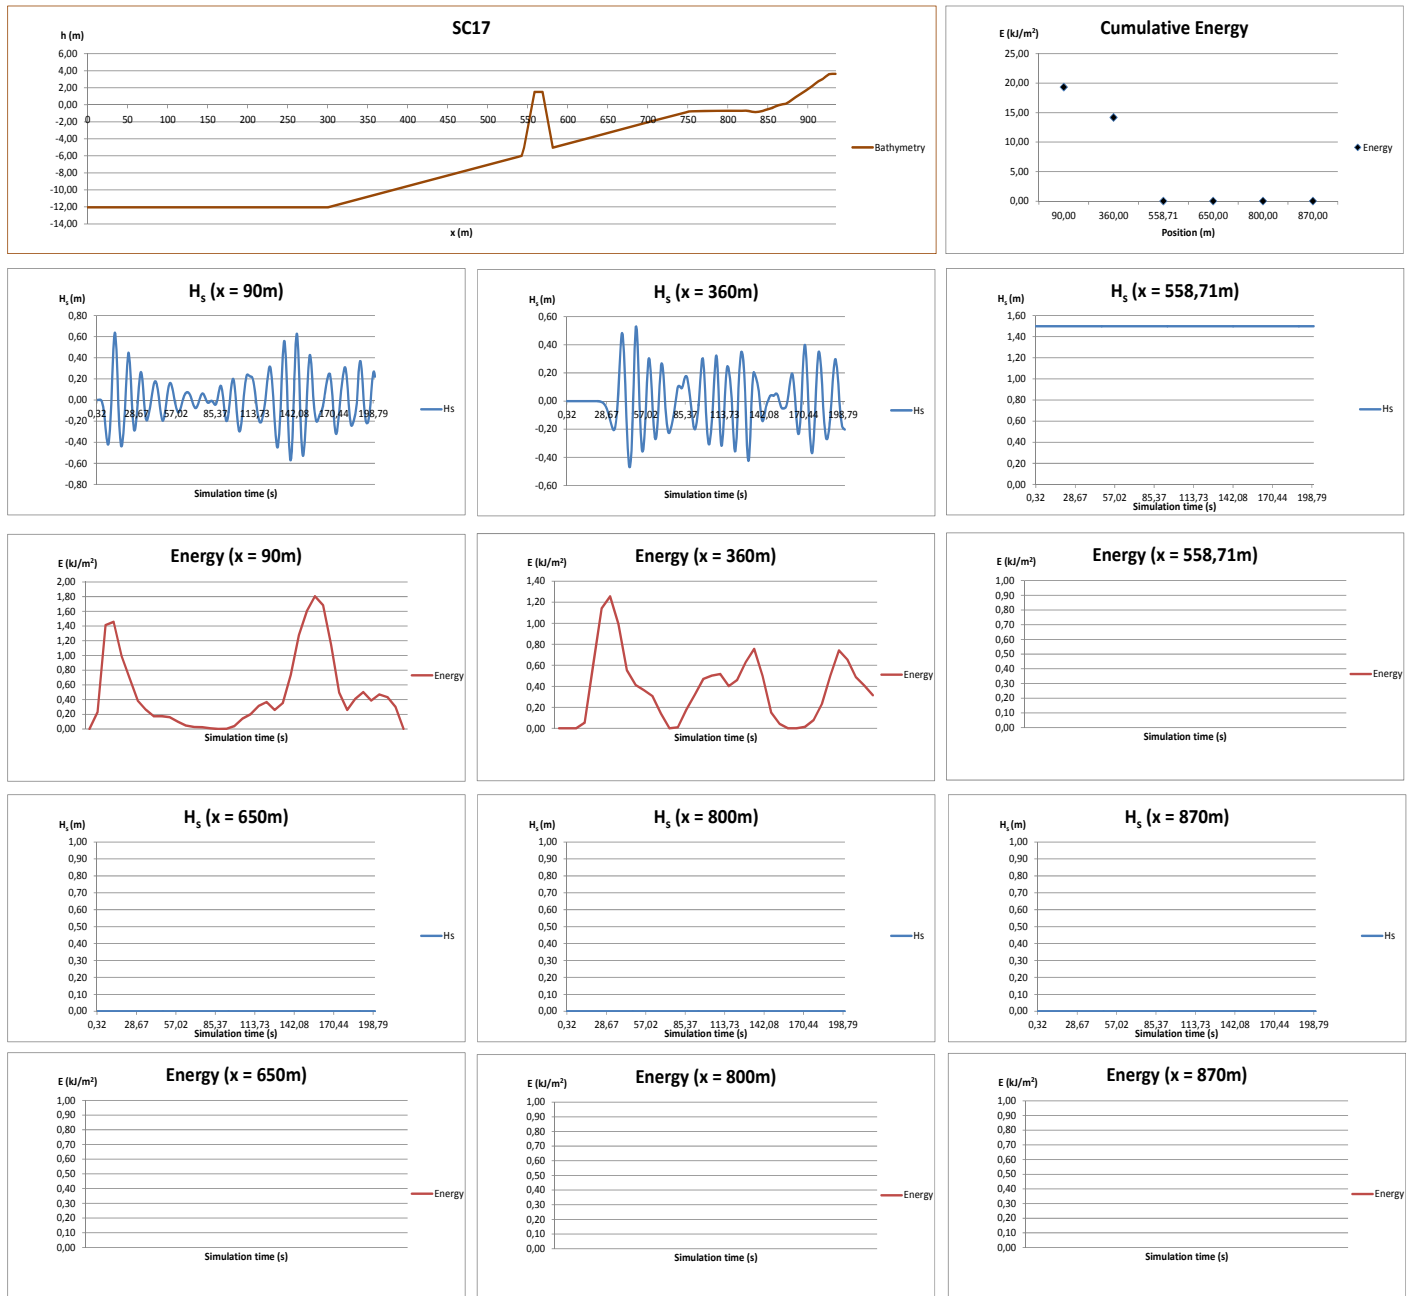 SC17
h (m)
6,00
4,00
2,00
0,00
-2,00
-4,00
-6,00
-8,00
-10,00
-12,00
-14,00
0 50 100 150 200 250 300 350 400 450 500 550 600 650 700 750 800 850 900
x (m)
Bathymetry
Cumulative Energy
E (kJ/m²)
25,00
20,00
15,00
10,00
5,00
0,00
90,00 360,00 558,71 650,00 800,00 870,00
Position (m)
Energy
Hs (x = 90m)
Hs (m)
0,80
0,60
0,40
0,20
0,00
-0,20
-0,40
-0,60
-0,80
0,32 28,67 57,02 85,37 113,73 142,08 170,44 198,79
Simulation time (s)
Hs
Hs (x = 360m)
Hs (m)
0,60
0,40
0,20
0,00
-0,20
-0,40
-0,60
0,32 28,67 57,02 85,37 113,73 142,08 170,44 198,79
Simulation time (s)
Hs
Hs (x = 558,71m)
Hs (m)
1,60
1,40
1,20
1,00
0,80
0,60
0,40
0,20
0,00
0,32 28,67 57,02 85,37 113,73 142,08 170,44 198,79
Simulation time (s)
Hs
Energy (x = 90m)
E (kJ/m²)
2,00
1,80
1,60
1,40
1,20
1,00
0,80
0,60
0,40
0,20
0,00
Simulation time (s)
Energy
Energy (x = 360m)
E (kJ/m²)
1,40
1,20
1,00
0,80
0,60
0,40
0,20
0,00
Simulation time (s)
Energy
Energy (x = 558,71m)
E (kJ/m²)
1,00
0,90
0,80
0,70
0,60
0,50
0,40
0,30
0,20
0,10
0,00
Simulation time (s)
Energy
Hs (x = 650m)
Hs (m)
1,00
0,90
0,80
0,70
0,60
0,50
0,40
0,30
0,20
0,10
0,00
0,32 28,67 57,02 85,37 113,73 142,08 170,44 198,79
Simulation time (s)
Hs
Hs (x = 800m)
Hs (m)
1,00
0,90
0,80
0,70
0,60
0,50
0,40
0,30
0,20
0,10
0,00
0,32 28,67 57,02 85,37 113,73 142,08 170,44 198,79
Simulation time (s)
Hs
Hs (x = 870m)
Hs (m)
1,00
0,90
0,80
0,70
0,60
0,50
0,40
0,30
0,20
0,10
0,00
0,32 28,67 57,02 85,37 113,73 142,08 170,44 198,79
Simulation time (s)
Hs
Energy (x = 650m)
E (kJ/m²)
1,00
0,90
0,80
0,70
0,60
0,50
0,40
0,30
0,20
0,10
0,00
Simulation time (s)
Energy
Energy (x = 800m)
E (kJ/m²)
1,00
0,90
0,80
0,70
0,60
0,50
0,40
0,30
0,20
0,10
0,00
Simulation time (s)
Energy
Energy (x = 870m)
E (kJ/m²)
1,00
0,90
0,80
0,70
0,60
0,50
0,40
0,30
0,20
0,10
0,00
Simulation time (s)
Energy